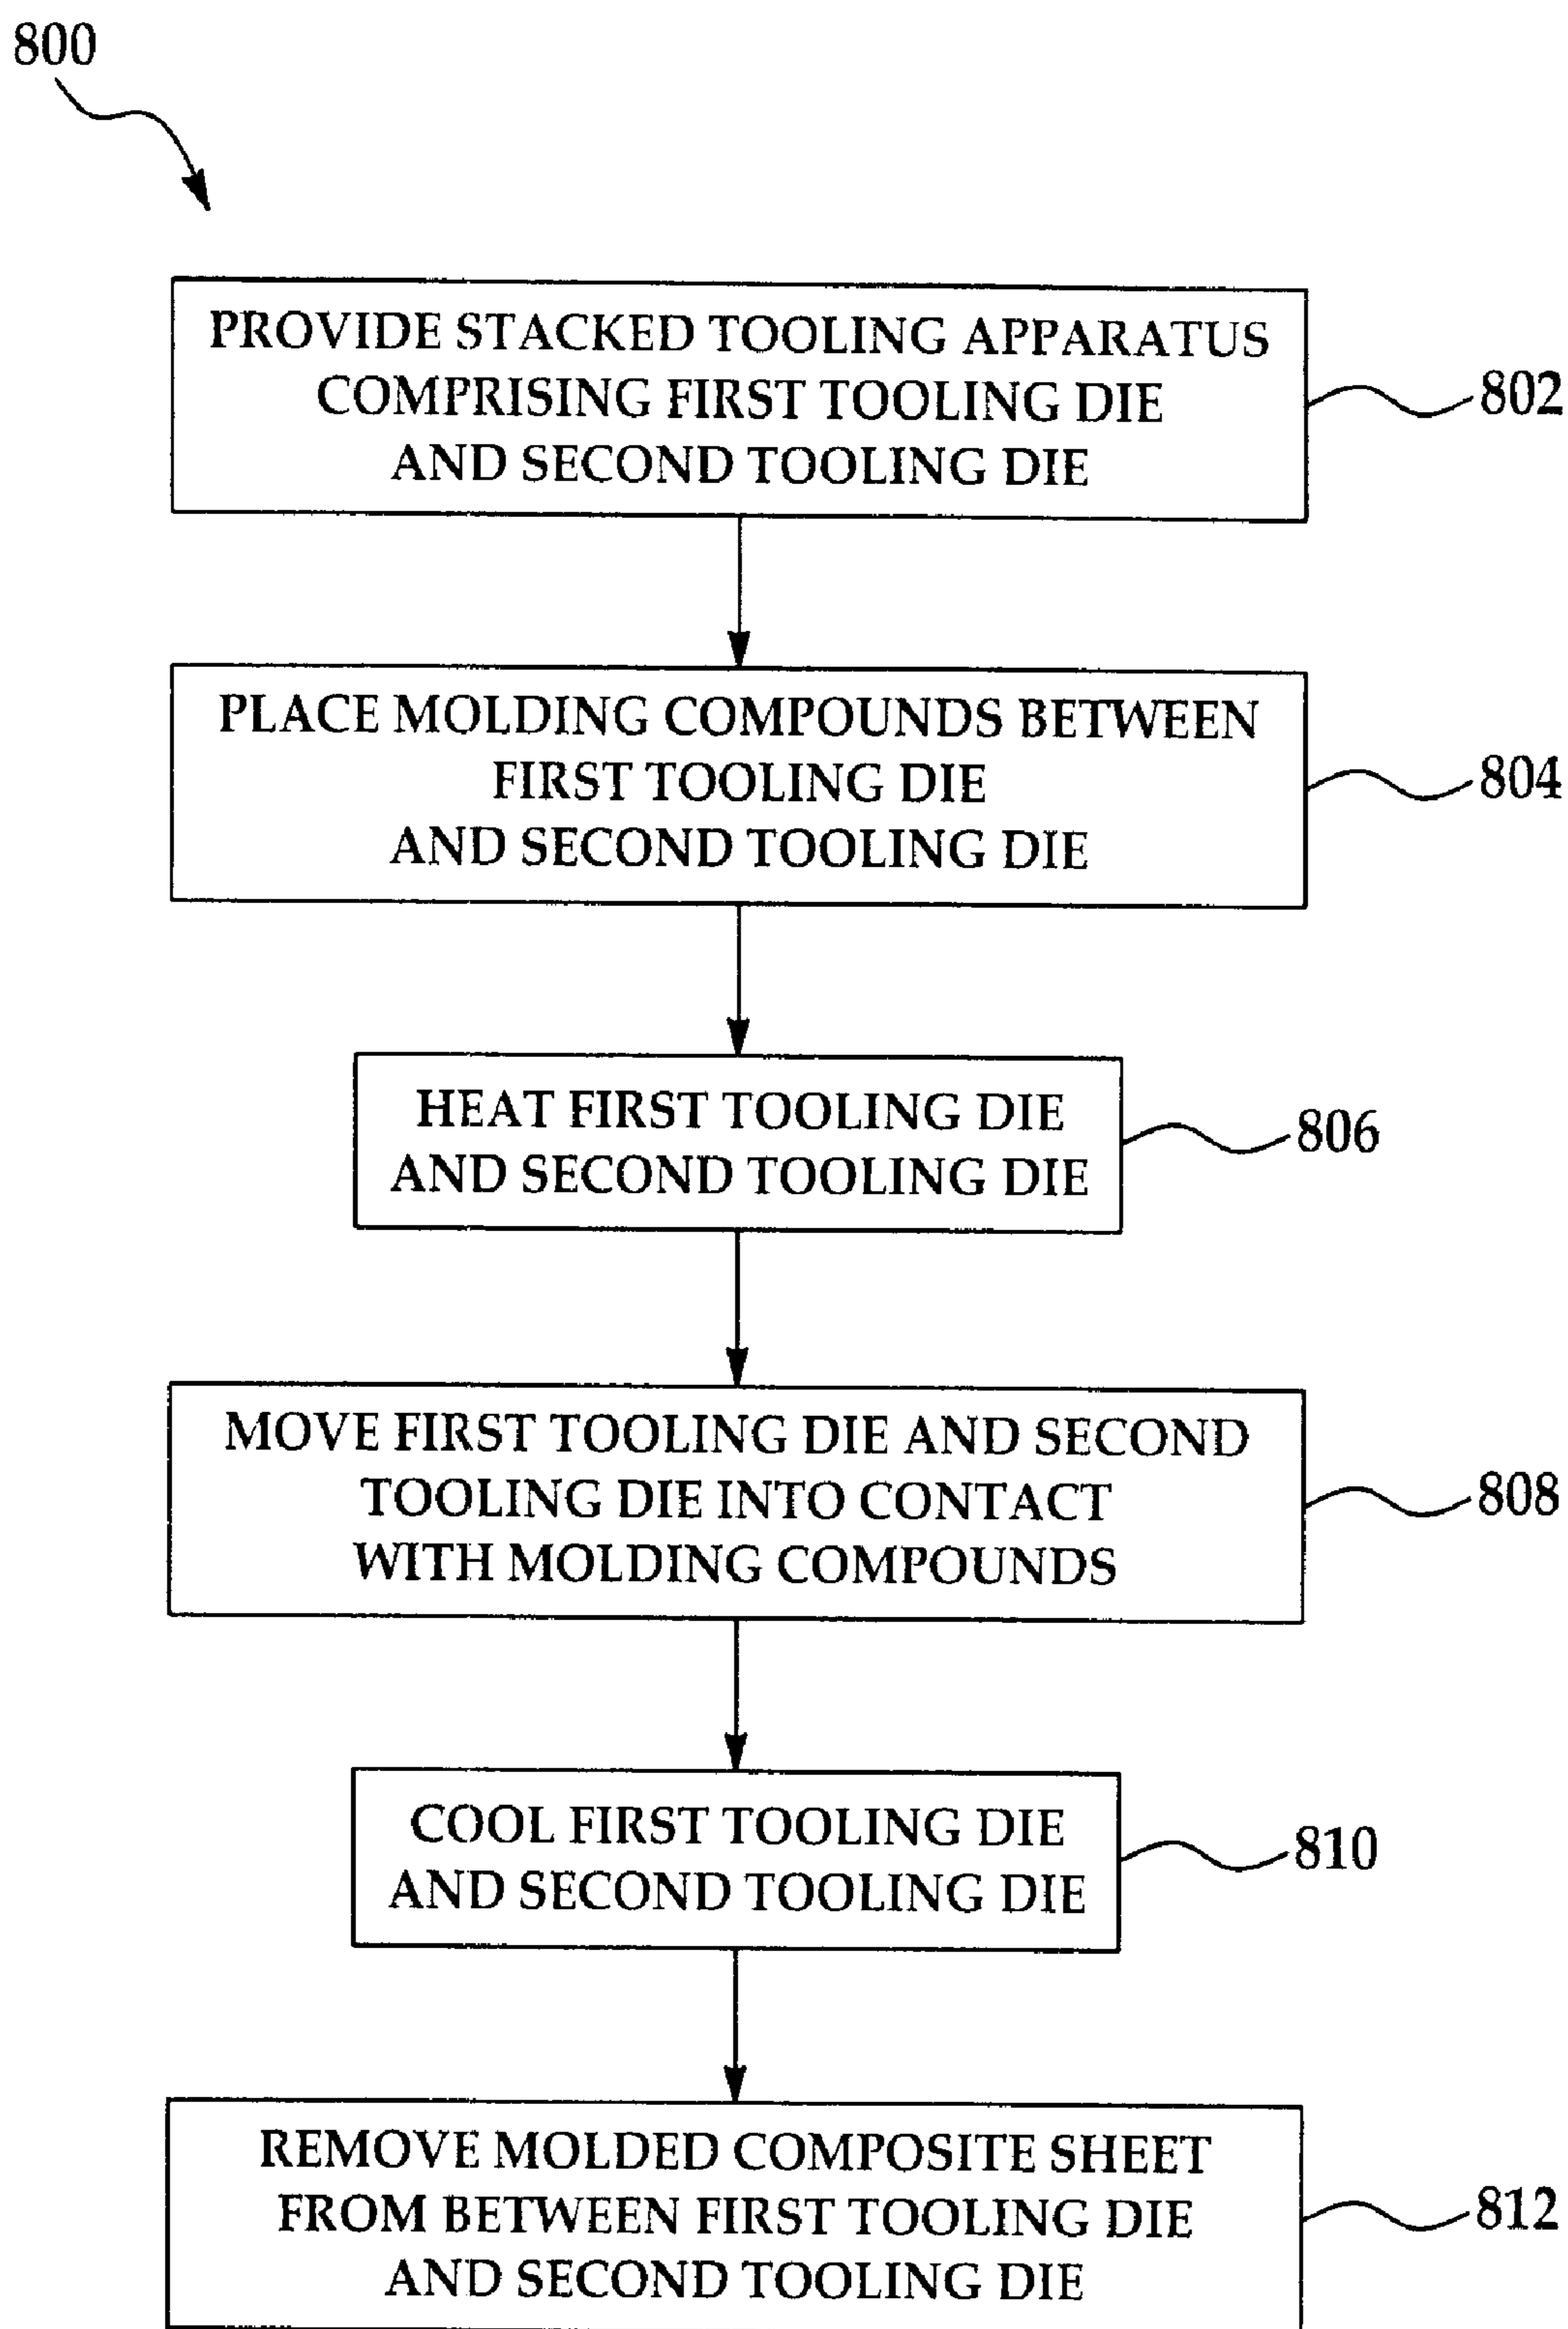 800
PROVIDE STACKED TOOLING APPARATUS
COMPRISING FIRST TOOLING DIE
AND SECOND TOOLING DIE
802
PLACE MOLDING COMPOUNDS BETWEEN
FIRST TOOLING DIE
AND SECOND TOOLING DIE
804
HEAT FIRST TOOLING DIE
AND SECOND TOOLING DIE
806
MOVE FIRST TOOLING DIE AND SECOND
TOOLING DIE INTO CONTACT
WITH MOLDING COMPOUNDS
808
COOL FIRST TOOLING DIE
AND SECOND TOOLING DIE
810
REMOVE MOLDED COMPOSITE SHEET
FROM BETWEEN FIRST TOOLING DIE
AND SECOND TOOLING DIE
812